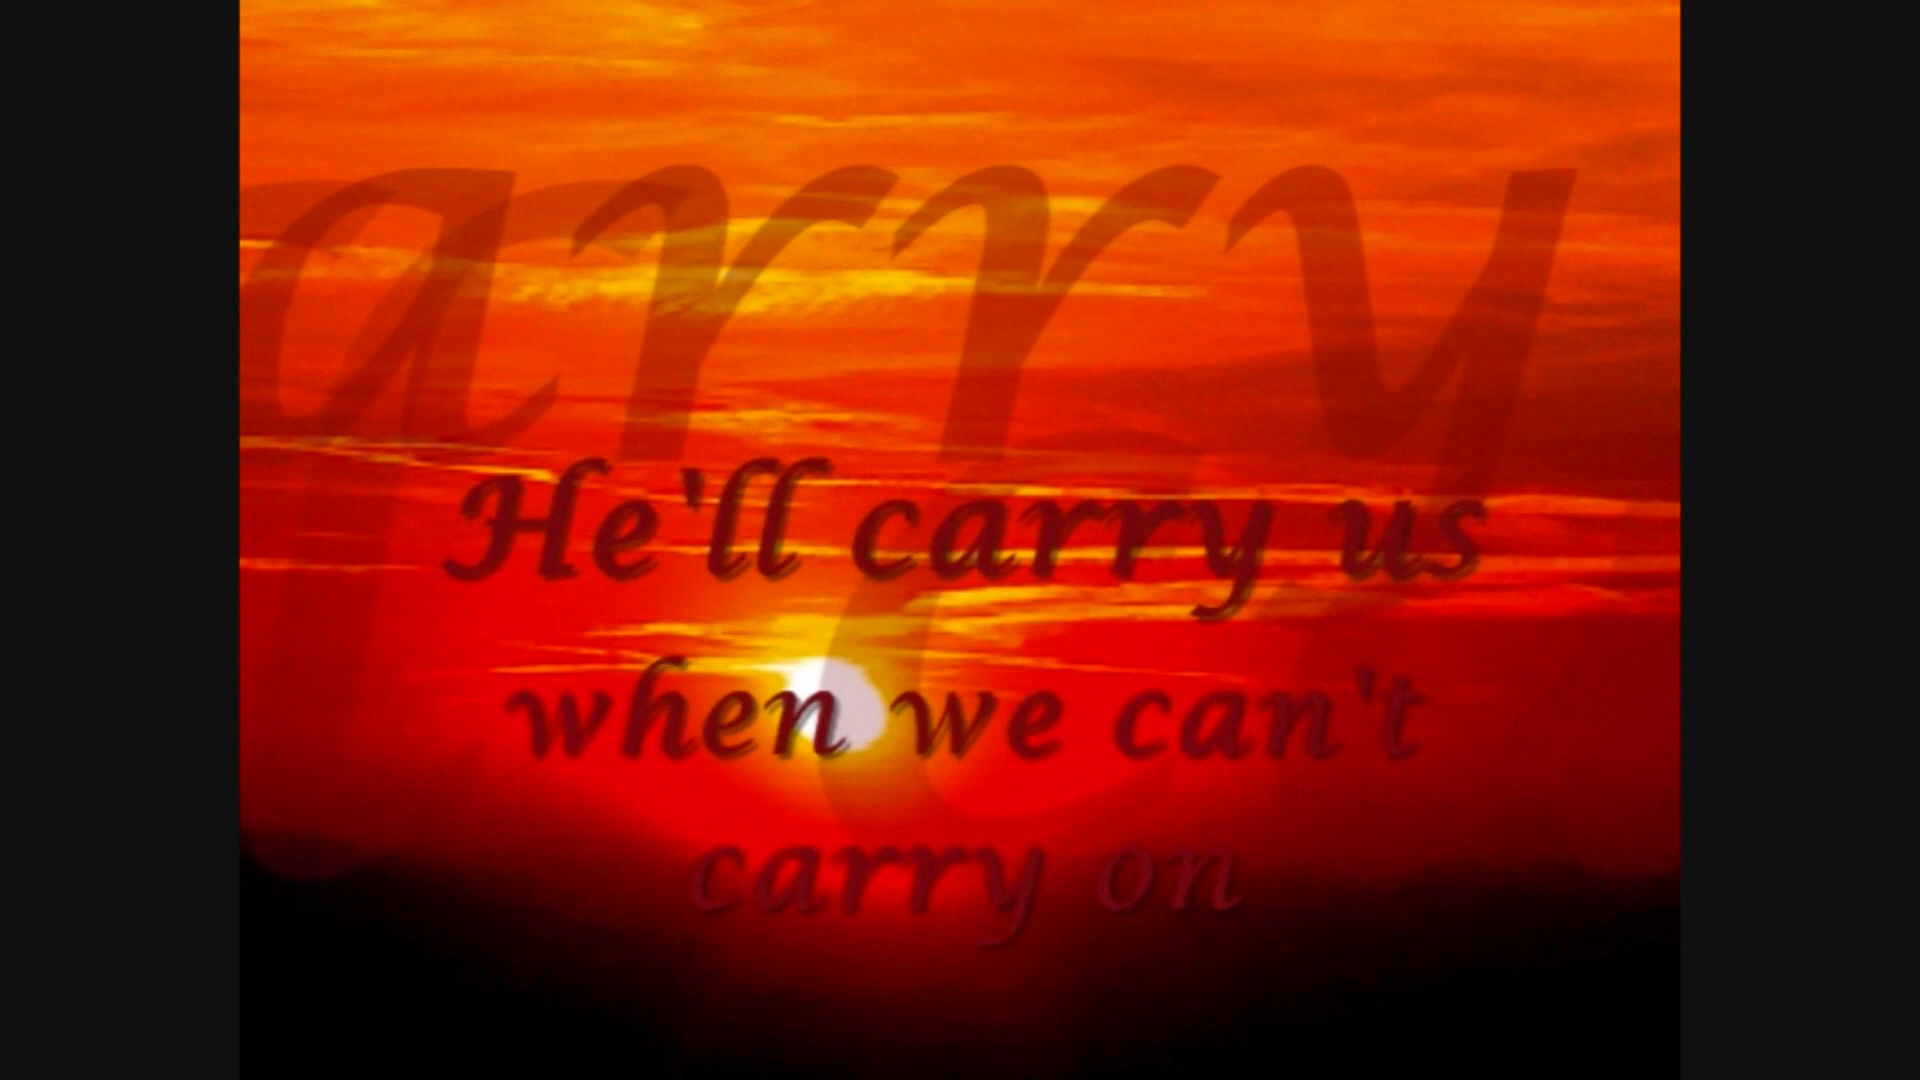 arry
He'll carry us
when we can't
carry on